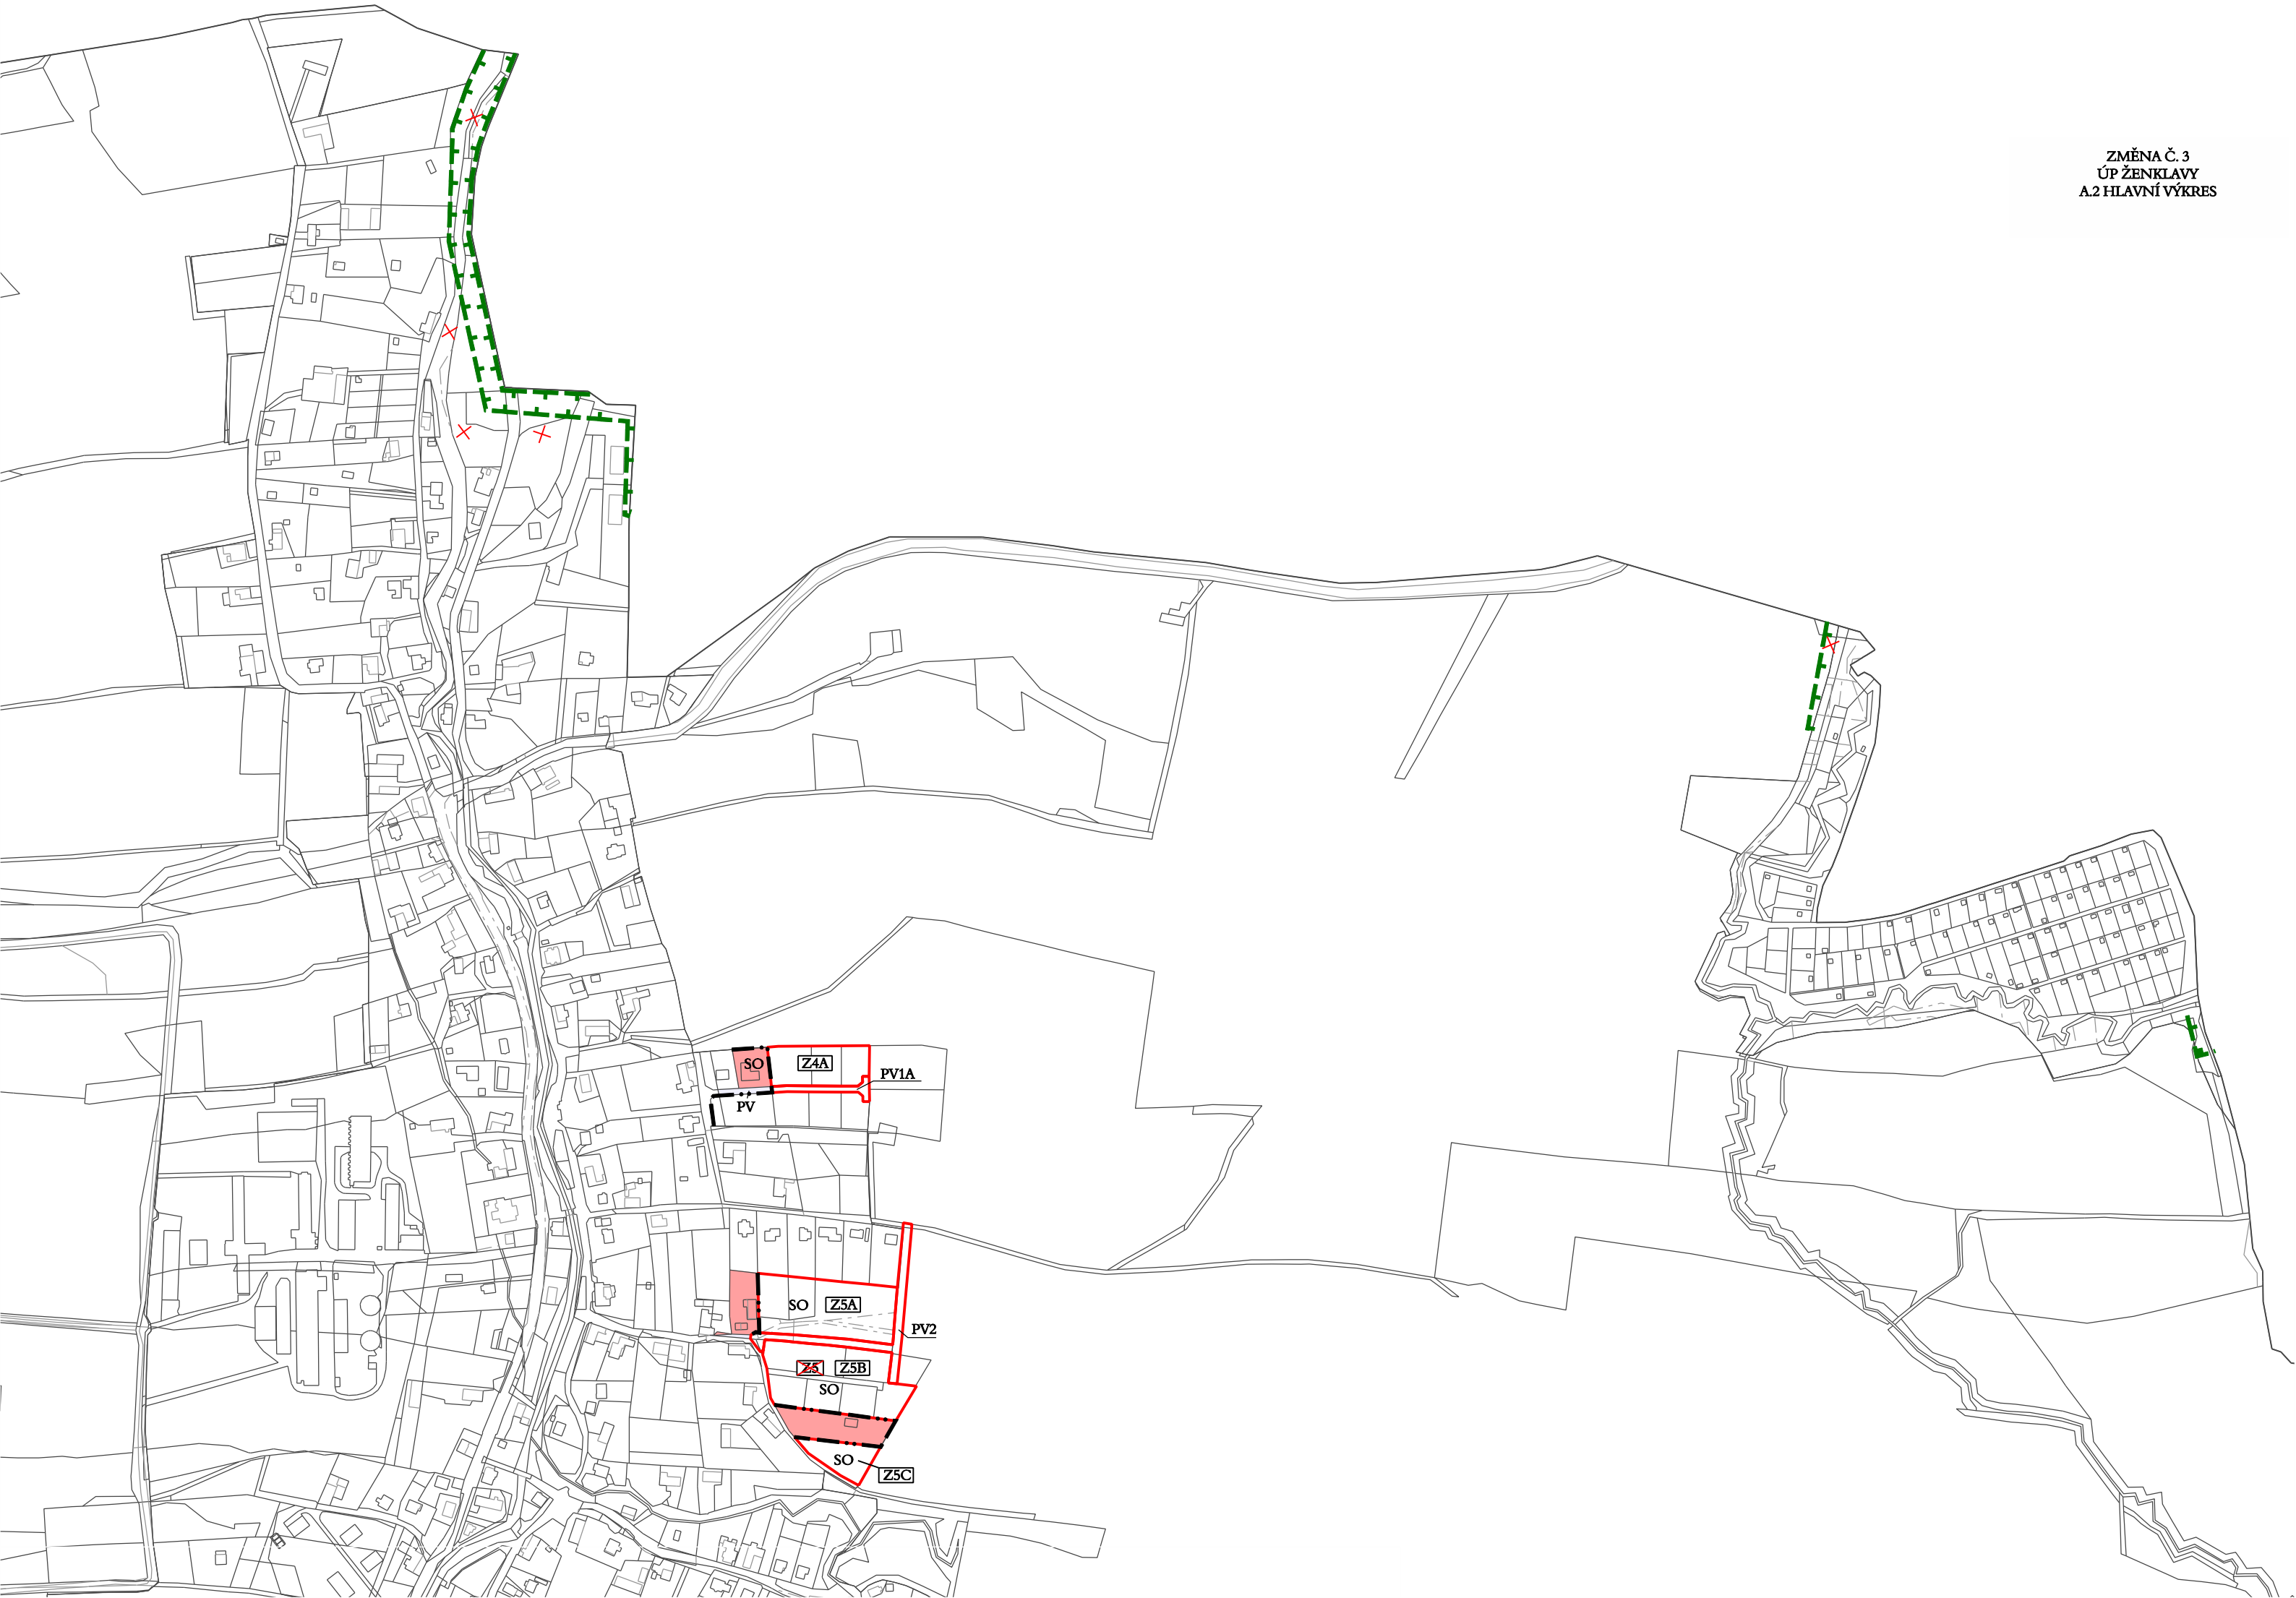 ZMĚNA Č. 3
ÚP ŽENKLAVY
A.2 HLAVNÍ VÝKRES
SO
Z4A
PV1A
PV
SO
Z5A
PV2
Z5
Z5B
SO
SO
Z5C